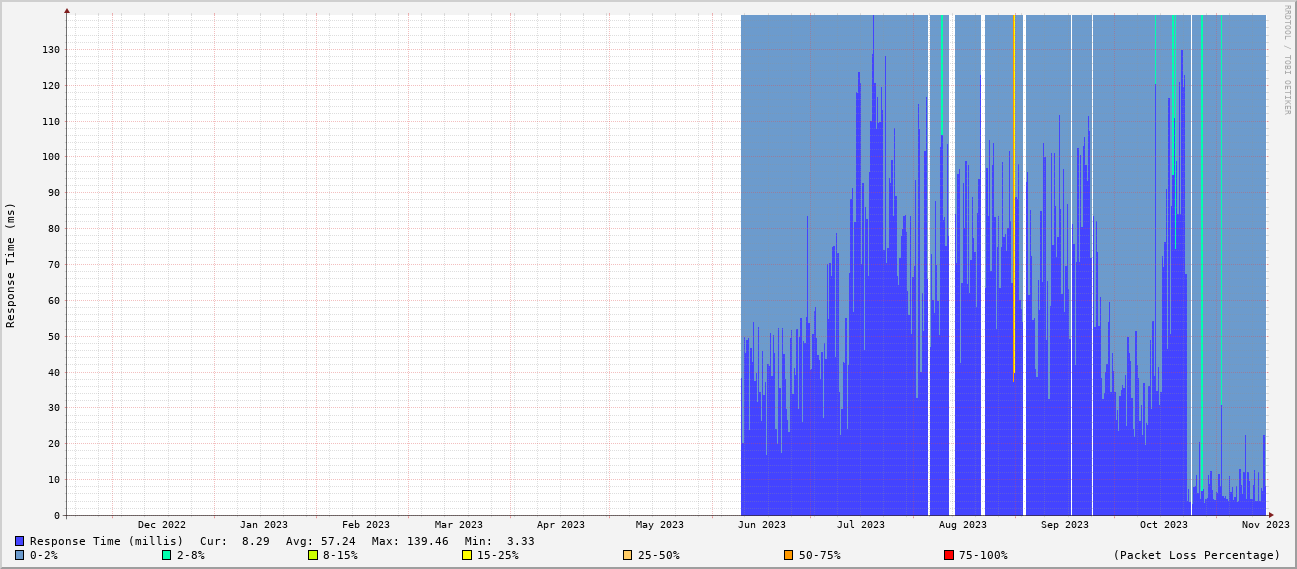 RRDTOOL / TOBI OETIKER
Response Time (ms)
130
120
110
100
90
80
70
60
50
40
30
20
10
0
Dec 2022 Jan 2023 Feb 2023 Mar 2023 Apr 2023 May 2023 Jun 2023 Jul 2023 Aug 2023 Sep 2023 Oct 2023 Nov 2023
Response Time (millis) Cur: 8.29 Avg: 57.24 Max: 139.46 Min: 3.33
0-2% 2-8% 8-15% 15-25% 25-50% 50-75% 75-100% (Packet Loss Percentage)